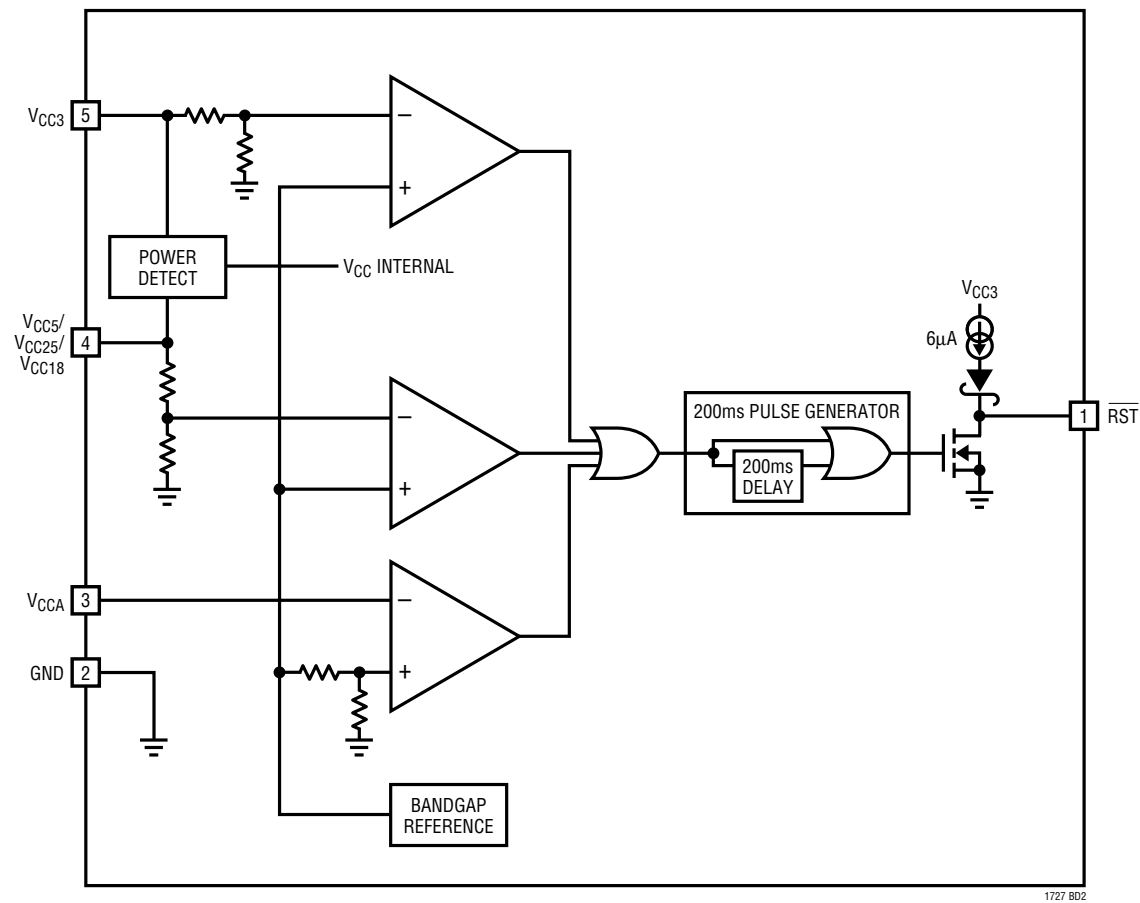 VCC3
5
−
+
POWER
DETECT
VCC INTERNAL
VCC5/
VCC25/
VCC18
4
−
+
VCC3
6μA
200ms PULSE GENERATOR
200ms
DELAY
1
RST
VCCA
3
−
+
GND
2
BANDGAP
REFERENCE
1727 BD2